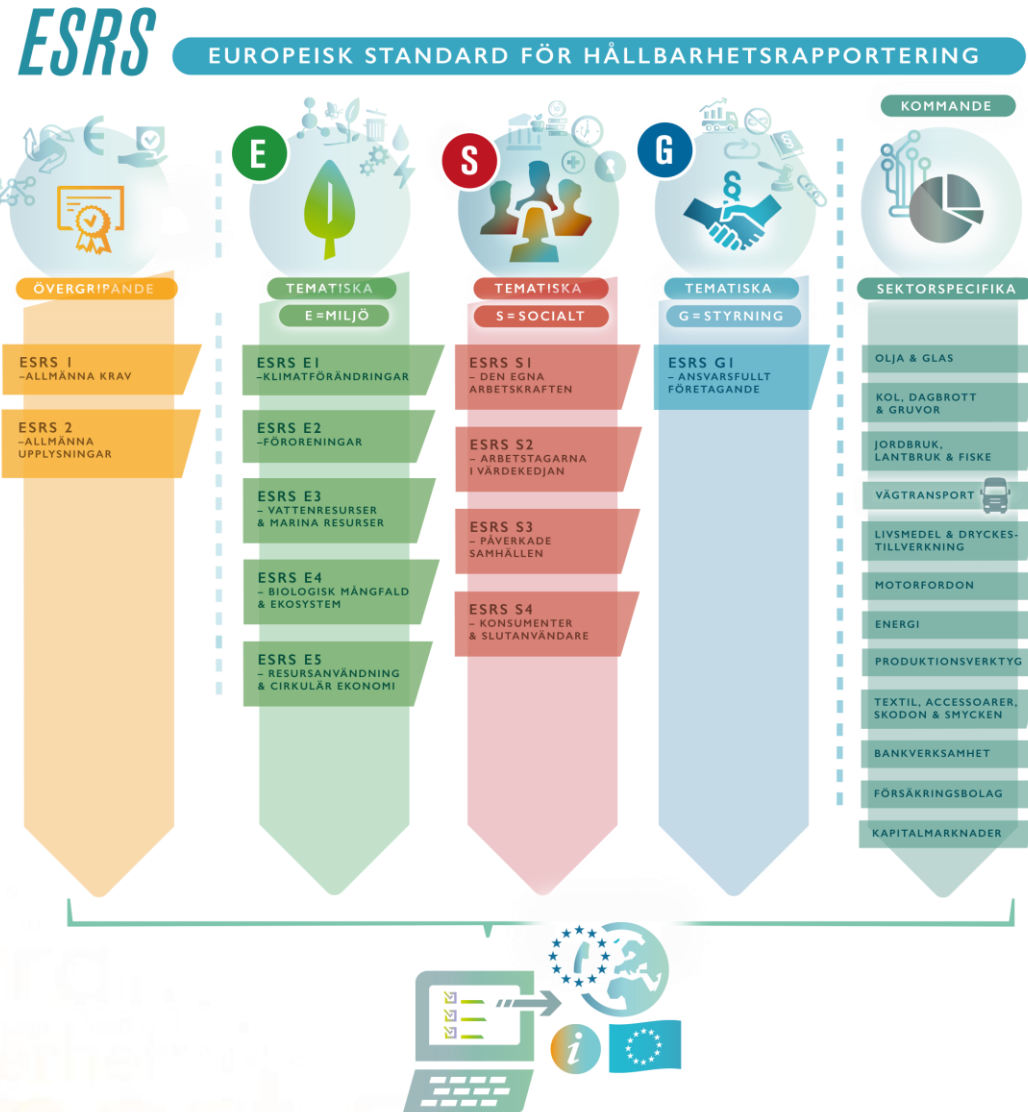 ESRS
EUROPEISK STANDARD FÖR HÅLLBARHETSRAPPORTERING
ÖVERGRIPANDE
ESRS 1
–ALLMÄNNA KRAV
ESRS 2
–ALLMÄNNA
UPPLYSNINGAR
E
TEMATISKA
E=MILJÖ
ESRS E1
–KLIMATFÖRÄNDRINGAR
ESRS E2
–FÖRORENINGAR
ESRS E3
– VATTENRESURSER
& MARINA RESURSER
ESRS E4
– BIOLOGISK MÅNGFALD
& EKOSYSTEM
ESRS E5
– RESURSANVÄNDNING
& CIRKULÄR EKONOMI
S
TEMATISKA
S=SOCIALT
ESRS S1
– DEN EGNA
ARBETSKRAFTEN
ESRS S2
– ARBETSTAGARNA
I VÄRDEKEDJAN
ESRS S3
– PÅVERKADE
SAMHÄLLEN
ESRS S4
– KONSUMENTER
& SLUTANVÄNDARE
G
§
TEMATISKA
G=STYRNING
ESRS G1
– ANSVARSFULLT
FÖRETAGANDE
KOMMANDE
SEKTORSPECIFIKA
OLJA & GLAS
KOL, DAGBROTT
& GRUVOR
JORDBRUK,
LANTBRUK & FISKE
VÄGTRANSPORT
LIVSMEDEL & DRYCKES-
TILLVERKNING
MOTORFORDON
ENERGI
PRODUKTIONSVERKTYG
TEXTIL, ACCESSOARER,
SKODON & SMYCKEN
BANKVERKSAMHET
FÖRSÄKRINGSBOLAG
KAPITALMARKNADER
i